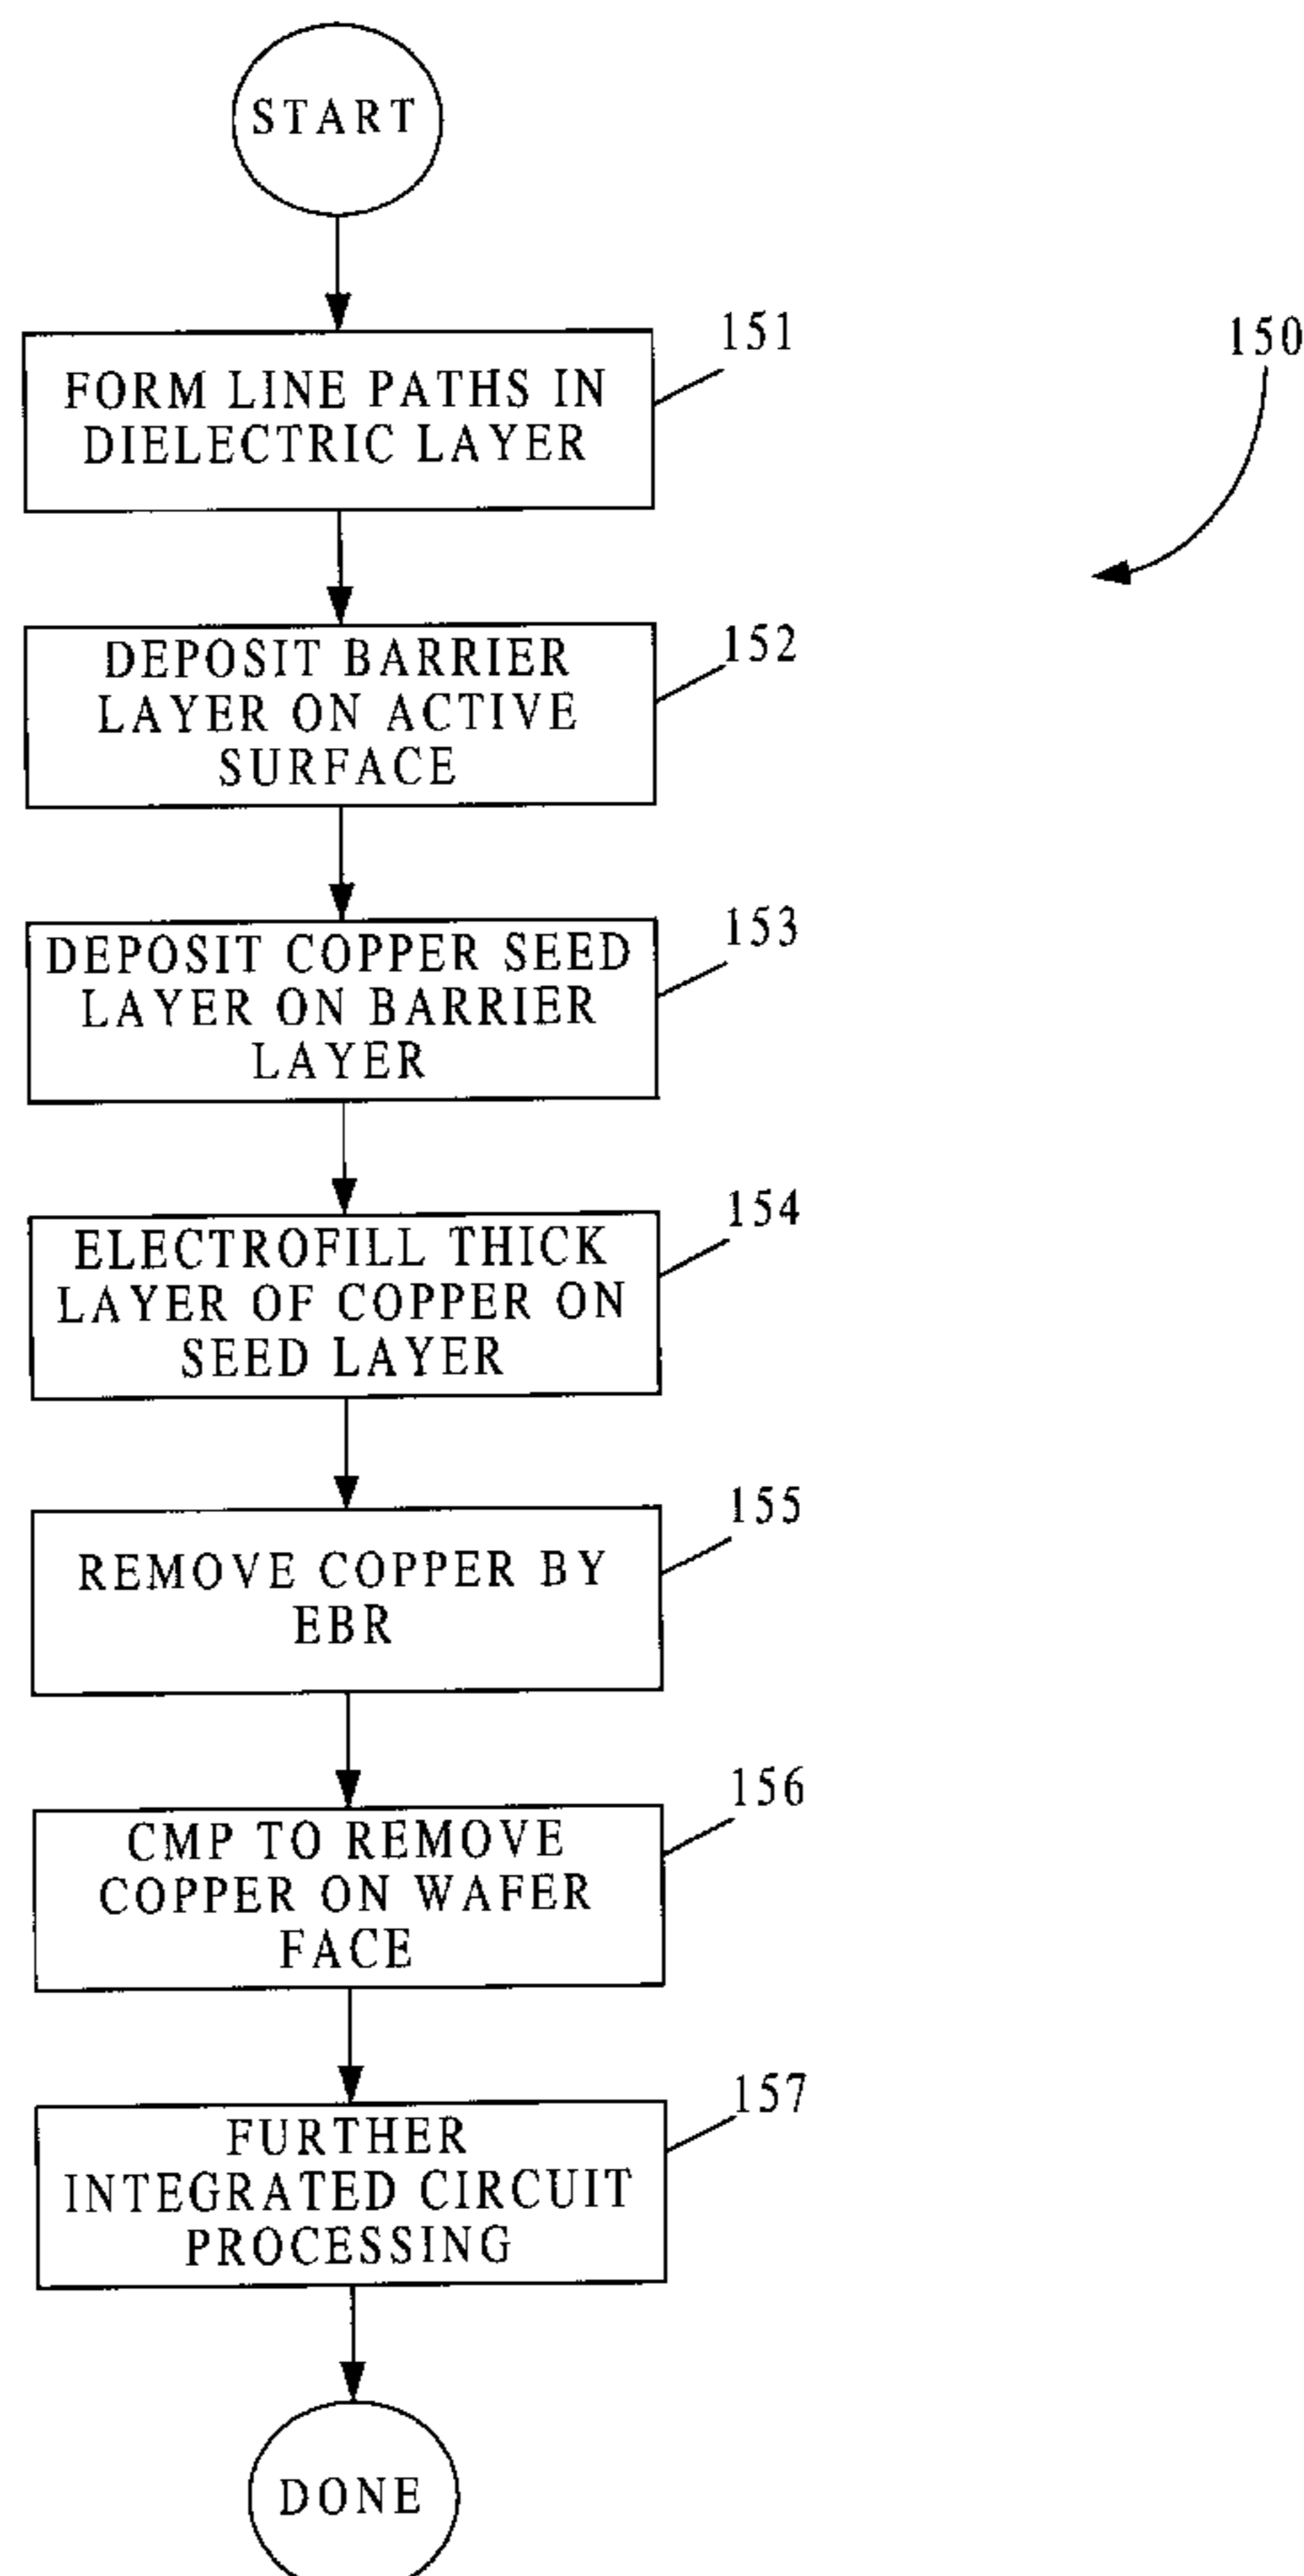 START
151
150
FORM LINE PATHS IN
DIELECTRIC LAYER
152
DEPOSIT BARRIER
LAYER ON ACTIVE
SURFACE
153
DEPOSIT COPPER SEED
LAYER ON BARRIER
LAYER
154
ELECTROFILL THICK
LAYER OF COPPER ON
SEED LAYER
155
REMOVE COPPER BY
EBR
156
CMP TO REMOVE
COPPER ON WAFER
FACE
157
FURTHER
INTEGRATED CIRCUIT
PROCESSING
DONE